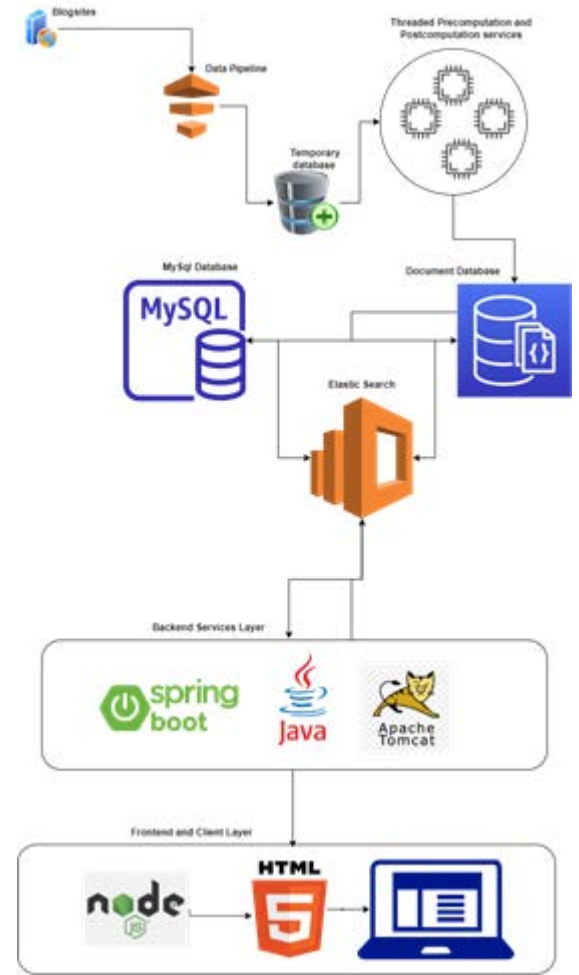 Blogsites
Threaded Precomputation and
Postcomputation services
Data Pipeline
Temporary
database
MySql Database
Document Database
MySQL
{}
Elastic Search
Backend Services Layer
spring
boot
Java
Apache
Tomcat
Frontend and Client Layer
node
JS
HTML
5